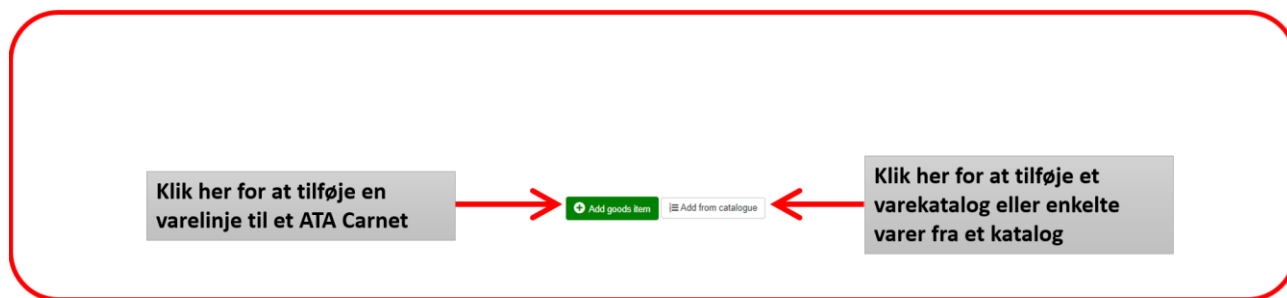 Klik her for at tilføje en
varelinje til et ATA Carnet
Add goods item
Add from catalogue
Klik her for at tilføje et
varekatalog eller enkelte
varer fra et katalog